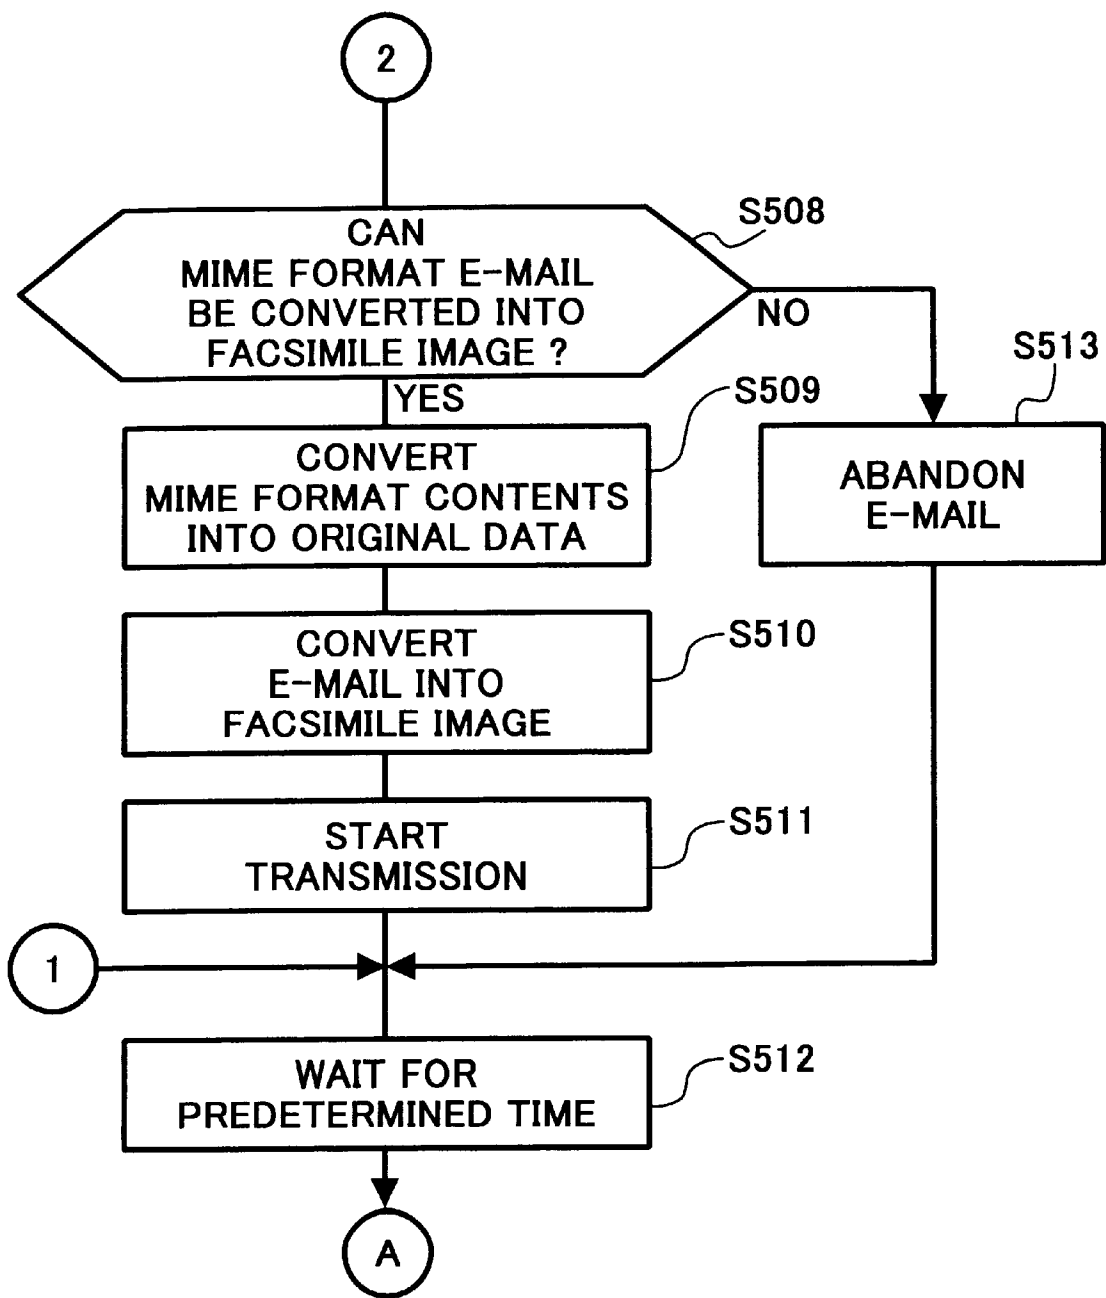 2
CAN
MIME FORMAT E-MAIL
BE CONVERTED INTO
FACSIMILE IMAGE ?
S508
NO
YES
S513
ABANDON
E-MAIL
S509
CONVERT
MIME FORMAT CONTENTS
INTO ORIGINAL DATA
S510
CONVERT
E-MAIL INTO
FACSIMILE IMAGE
S511
START
TRANSMISSION
1
S512
WAIT FOR
PREDETERMINED TIME
A